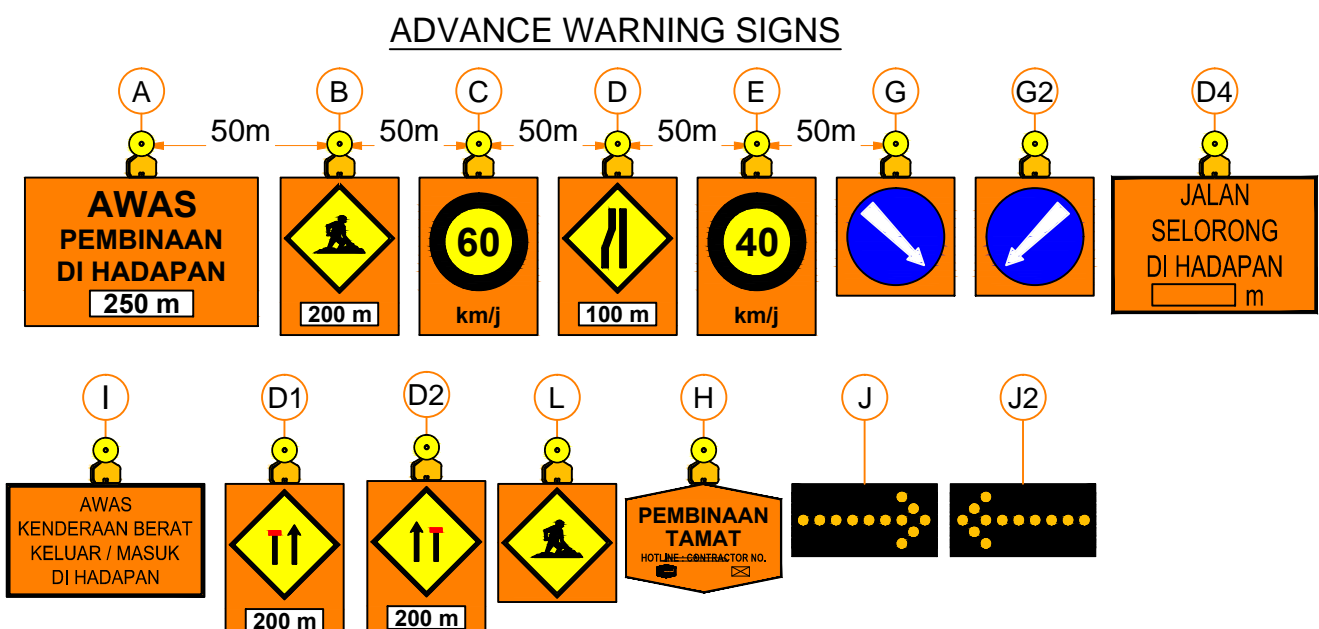 ADVANCE WARNING SIGNS
A B C D E G G2 D4
50m 50m 50m 50m 50m
AWAS
PEMBINAAN
DI HADAPAN
250 m
200 m
60
km/j
100 m
40
km/j
JALAN
SELORONG
DI HADAPAN
m
I D1 D2 L H J J2
AWAS
KENDERAAN BERAT
KELUAR / MASUK
DI HADAPAN
200 m
200 m
PEMBINAAN
TAMAT
HOTLINE : CONTRACTOR NO.